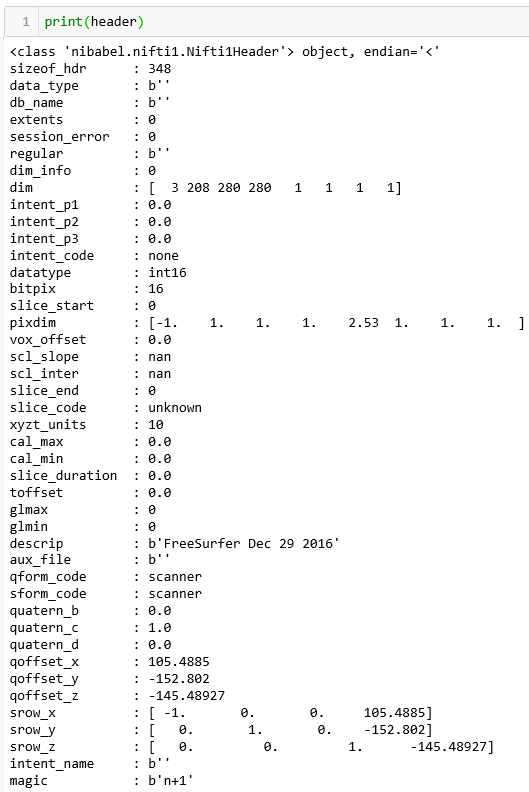 1 print(header)
<class 'nibabel.nifti1.Nifti1Header'> object, endian='<'
sizeof_hdr : 348
data_type : b''
db_name : b''
extents : 0
session_error : 0
regular : b''
dim_info : 0
dim : [ 3 208 280 280 1 1 1 1]
intent_p1 : 0.0
intent_p2 : 0.0
intent_p3 : 0.0
intent_code : none
datatype : int16
bitpix : 16
slice_start : 0
pixdim : [-1. 1. 1. 1. 2.53 1. 1. 1. ]
vox_offset : 0.0
scl_slope : nan
scl_inter : nan
slice_end : 0
slice_code : unknown
xyzt_units : 10
cal_max : 0.0
cal_min : 0.0
slice_duration : 0.0
toffset : 0.0
glmax : 0
glmin : 0
descrip : b'FreeSurfer Dec 29 2016'
aux_file : b''
qform_code : scanner
sform_code : scanner
quatern_b : 0.0
quatern_c : 1.0
quatern_d : 0.0
qoffset_x : 105.4885
qoffset_y : -152.802
qoffset_z : -145.48927
srow_x : [ -1. 0. 0. 105.4885]
srow_y : [ 0. 1. 0. -152.802]
srow_z : [ 0. 0. 1. -145.48927]
intent_name : b''
magic : b'n+1'